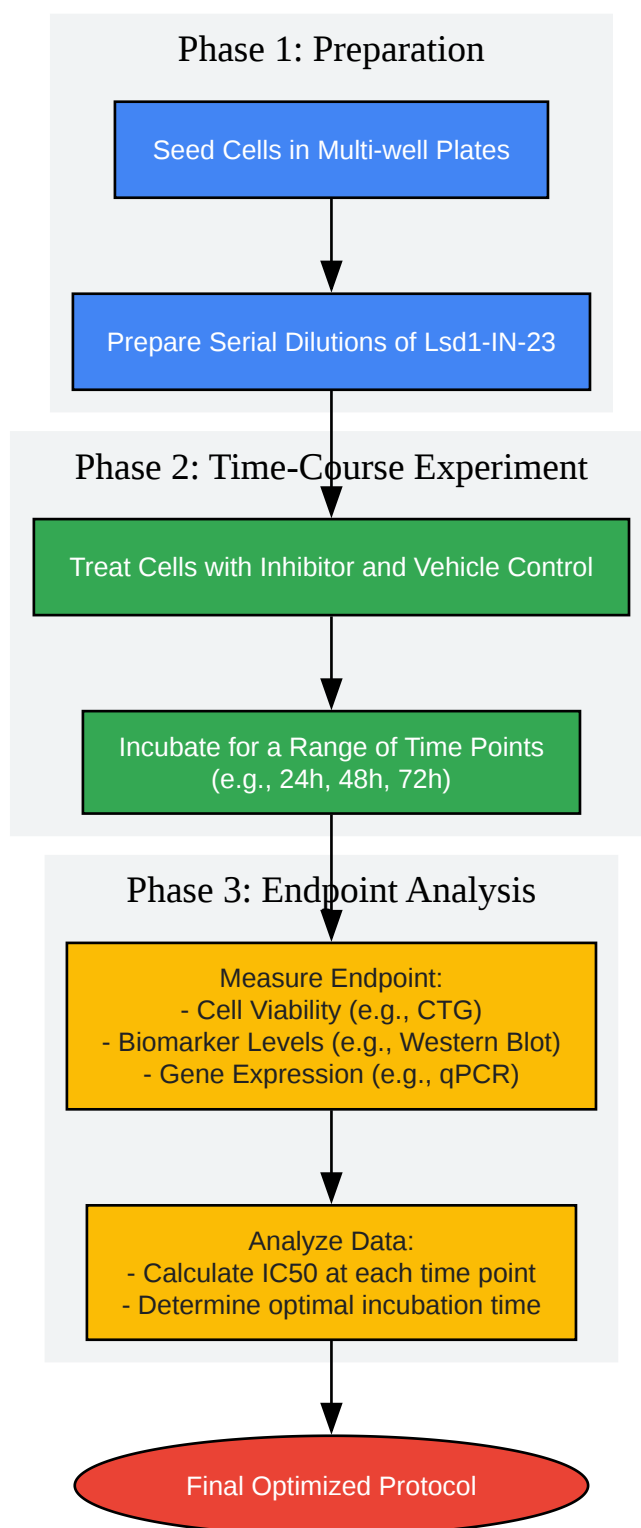 Phase 1: Preparation
Seed Cells in Multi-well Plates
Prepare Serial Dilutions of Lsd1-IN-23
Phase 2: Time-Course Experiment
Treat Cells with Inhibitor and Vehicle Control
Incubate for a Range of Time Points
(e.g., 24h, 48h, 72h)
Phase 3: Endpoint Analysis
Measure Endpoint:
- Cell Viability (e.g., CTG)
- Biomarker Levels (e.g., Western Blot)
- Gene Expression (e.g., qPCR)
Analyze Data:
- Calculate IC50 at each time point
- Determine optimal incubation time
Final Optimized Protocol